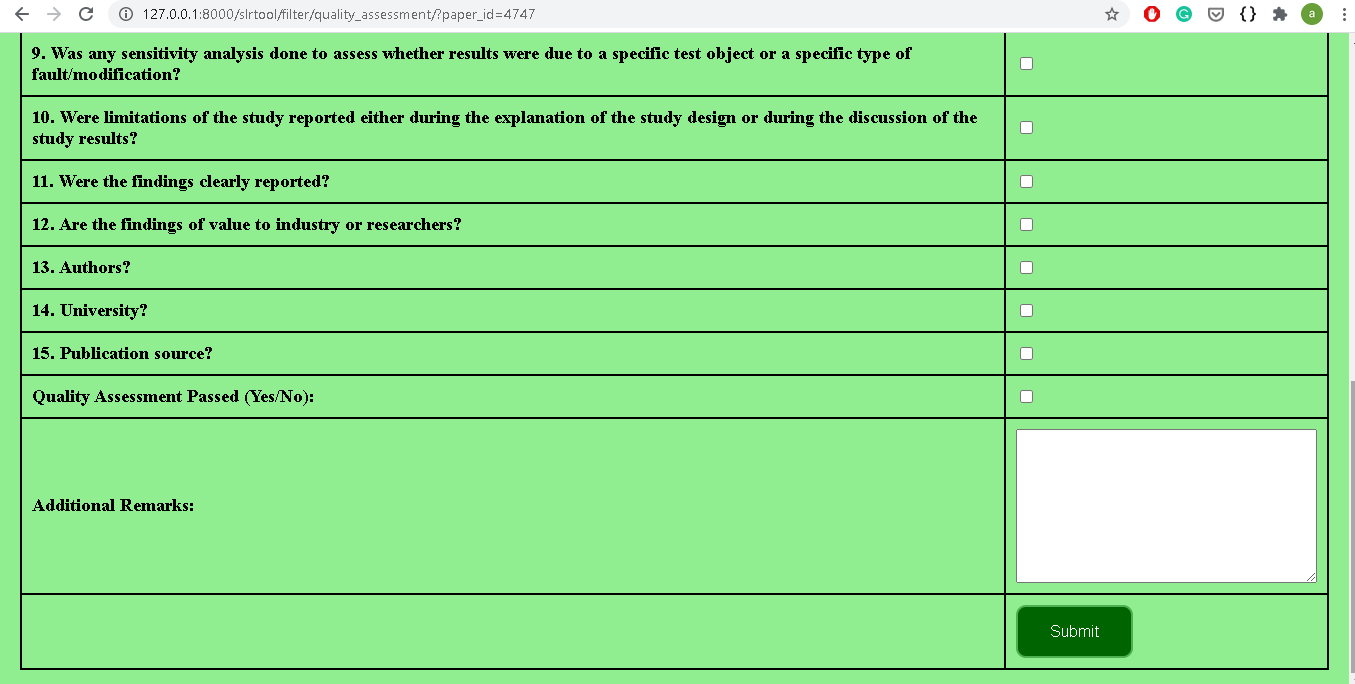 127.0.0.1:8000/slrtool/filter/quality_assessment/?paper_id=4747
a
9. Was any sensitivity analysis done to assess whether results were due to a specific test object or a specific type of
fault/modification?
10. Were limitations of the study reported either during the explanation of the study design or during the discussion of the
study results?
11. Were the findings clearly reported?
12. Are the findings of value to industry or researchers?
13. Authors?
14. University?
15. Publication source?
Quality Assessment Passed (Yes/No):
Additional Remarks:
Submit